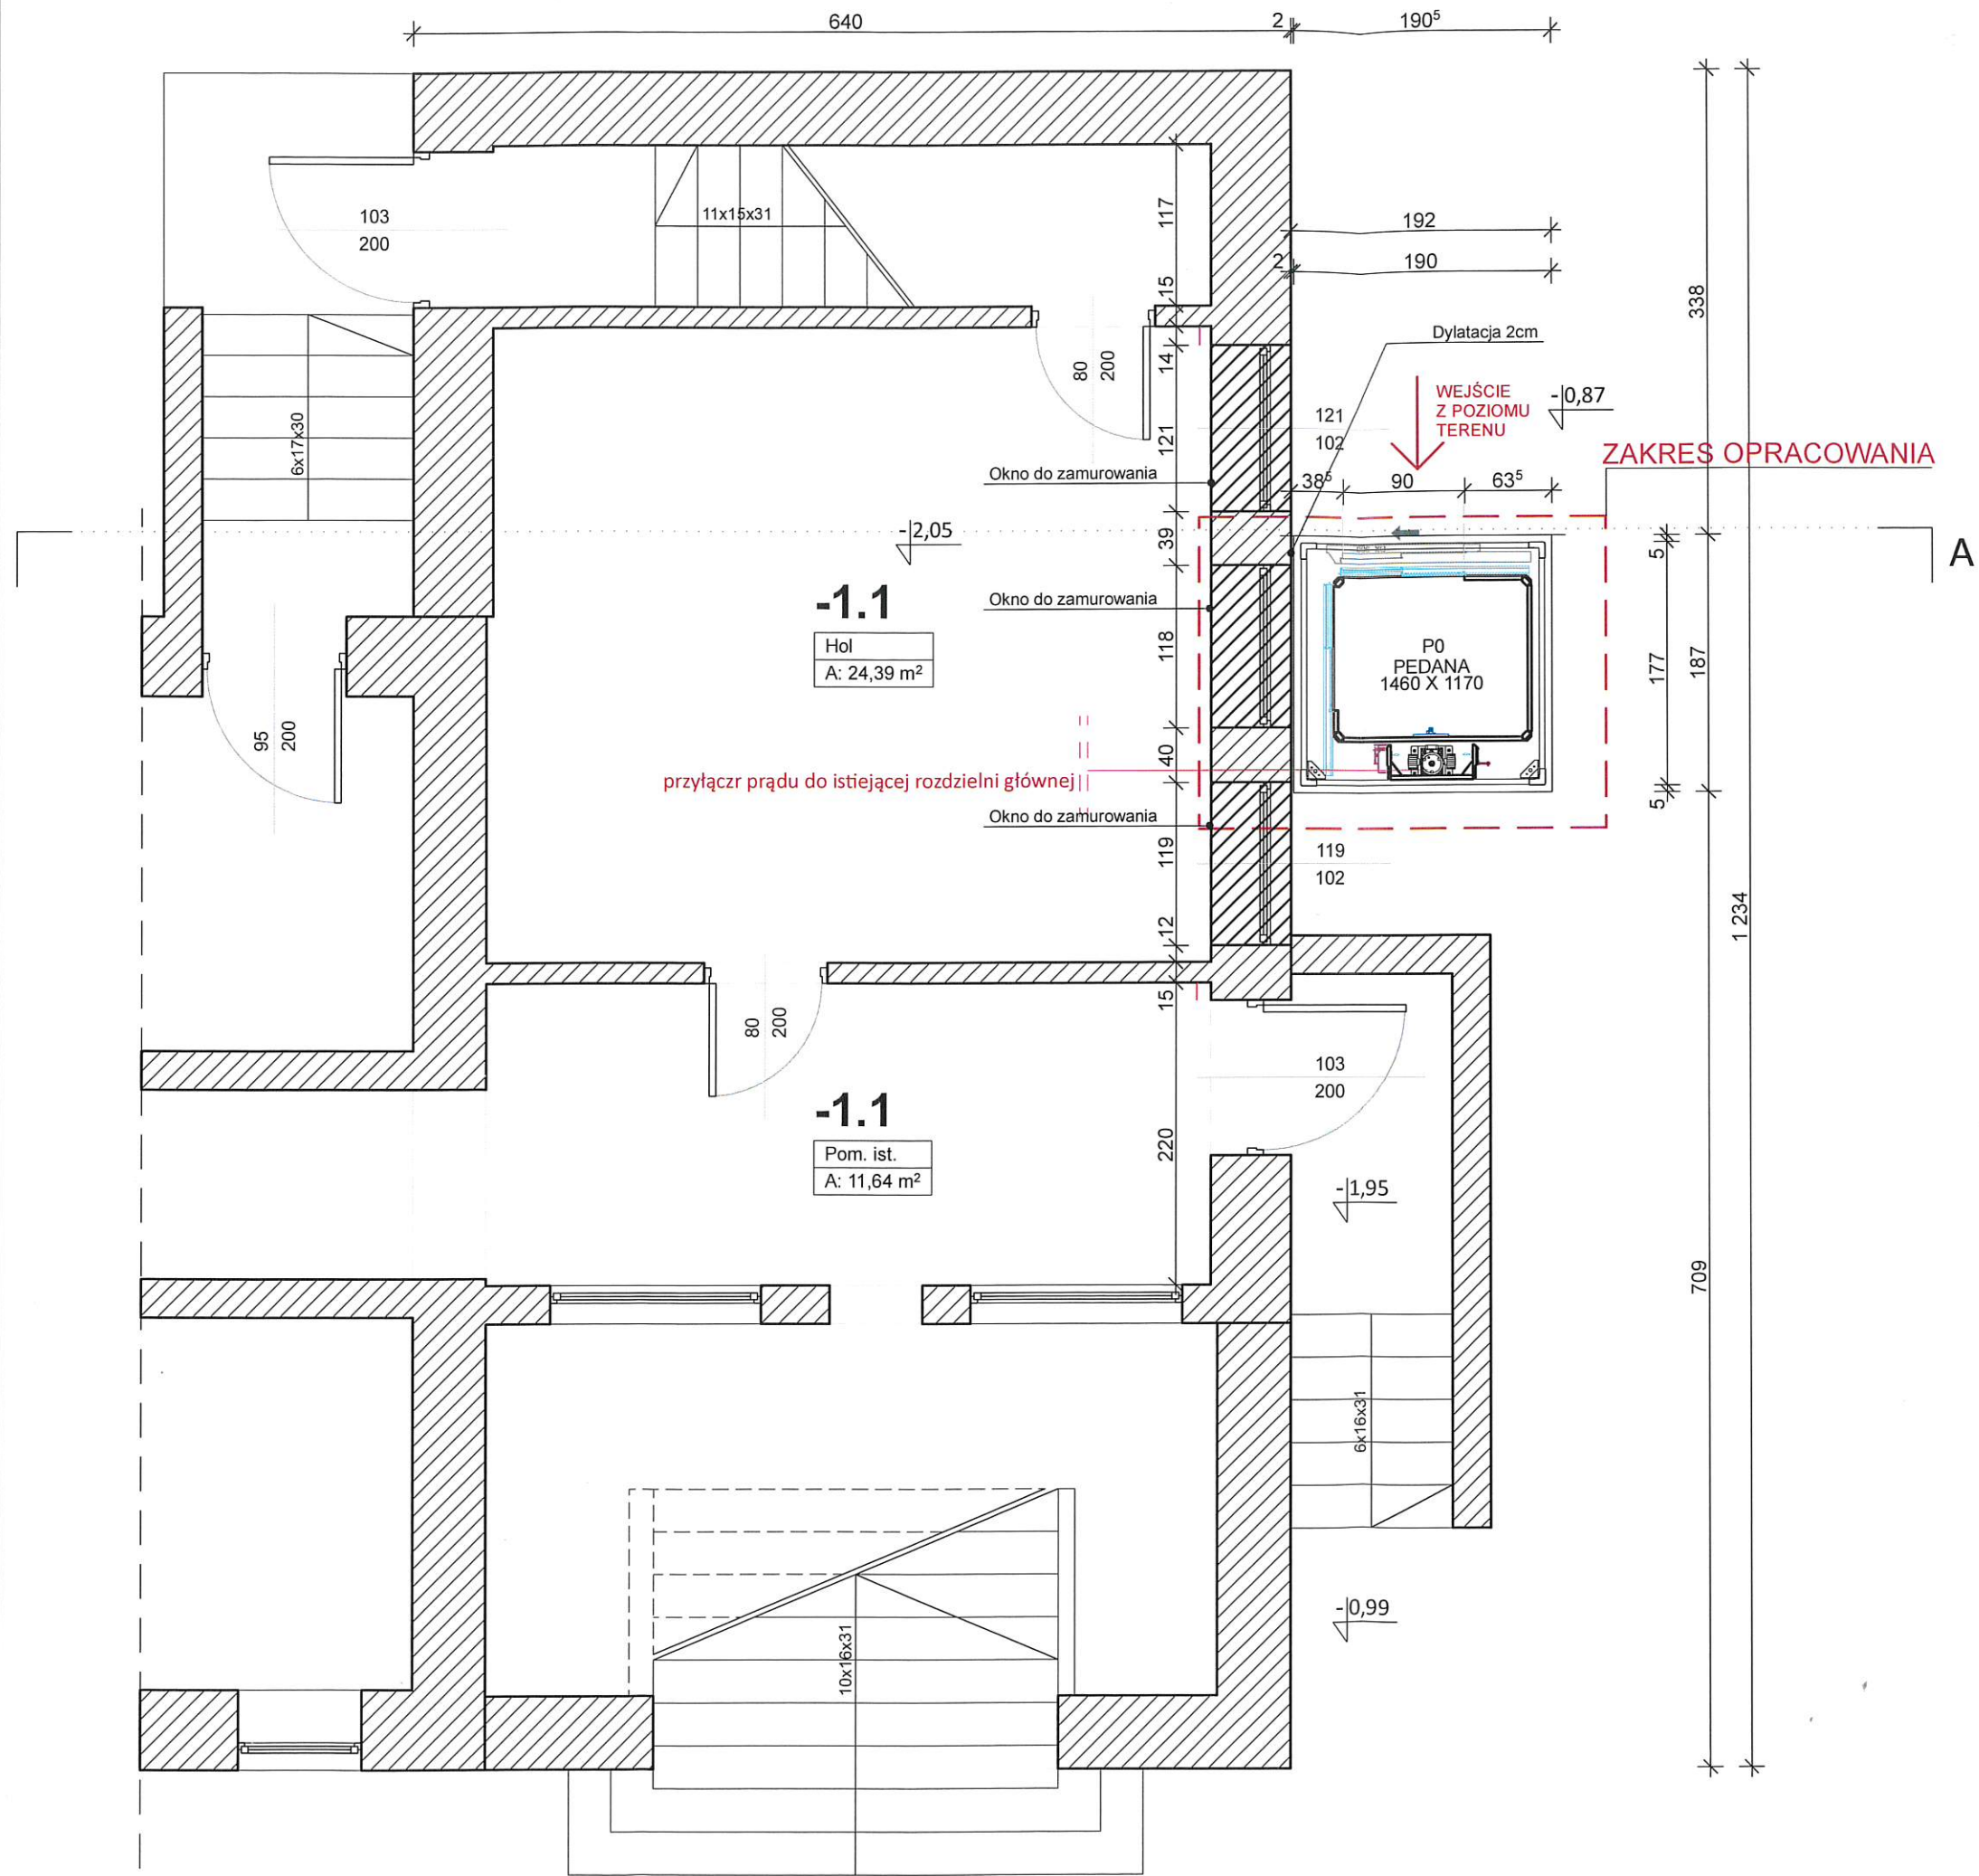 640
2
190⁵
103
200
11x15x31
117
15
192
2
190
338
Dylatacja 2cm
80
200
14
WEJŚCIE
Z POZIOMU
TERENU
-0,87
121
102
ZAKRES OPRACOWANIA
6x17x30
121
Okno do zamurowania
38⁵
90
63⁵
-2,05
39
5
A
-1.1
Hol
A: 24,39 m²
Okno do zamurowania
118
P0
PEDANA
1460 X 1170
177
187
95
200
40
przyłączr prądu do istiejącej rozdzielni głównej
5
Okno do zamurowania
119
119
102
12
1 234
15
80
200
103
200
-1.1
Pom. ist.
A: 11,64 m²
220
-1,95
709
6x16x31
-0,99
10x16x31